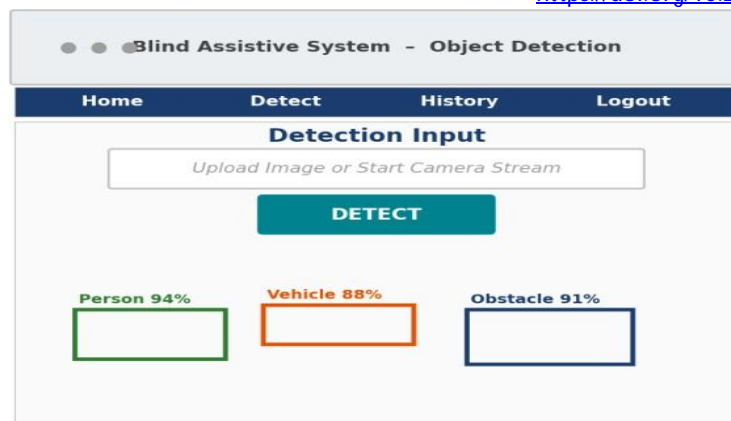 Blind Assistive System – Object Detection
Home Detect History Logout
Detection Input
Upload Image or Start Camera Stream
DETECT
Person 94% Vehicle 88% Obstacle 91%